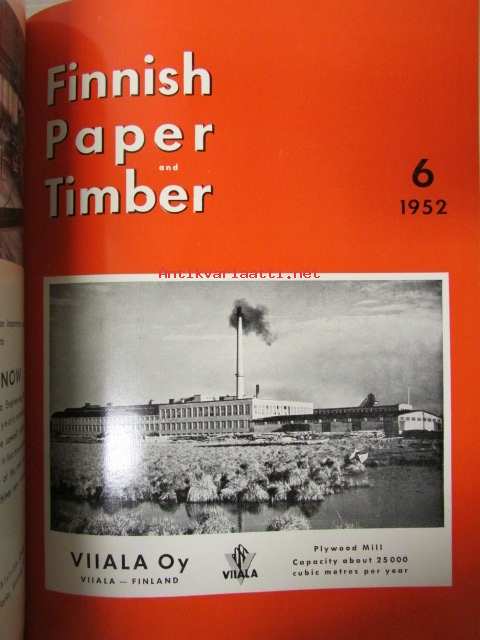 Finnish
Paper
and
Timber
6
1952
Antikvariaatti.net
NOW
VIIALA Oy
VIIALA — FINLAND
VIIALA
Plywood Mill
Capacity about 25000
cubic metres per year